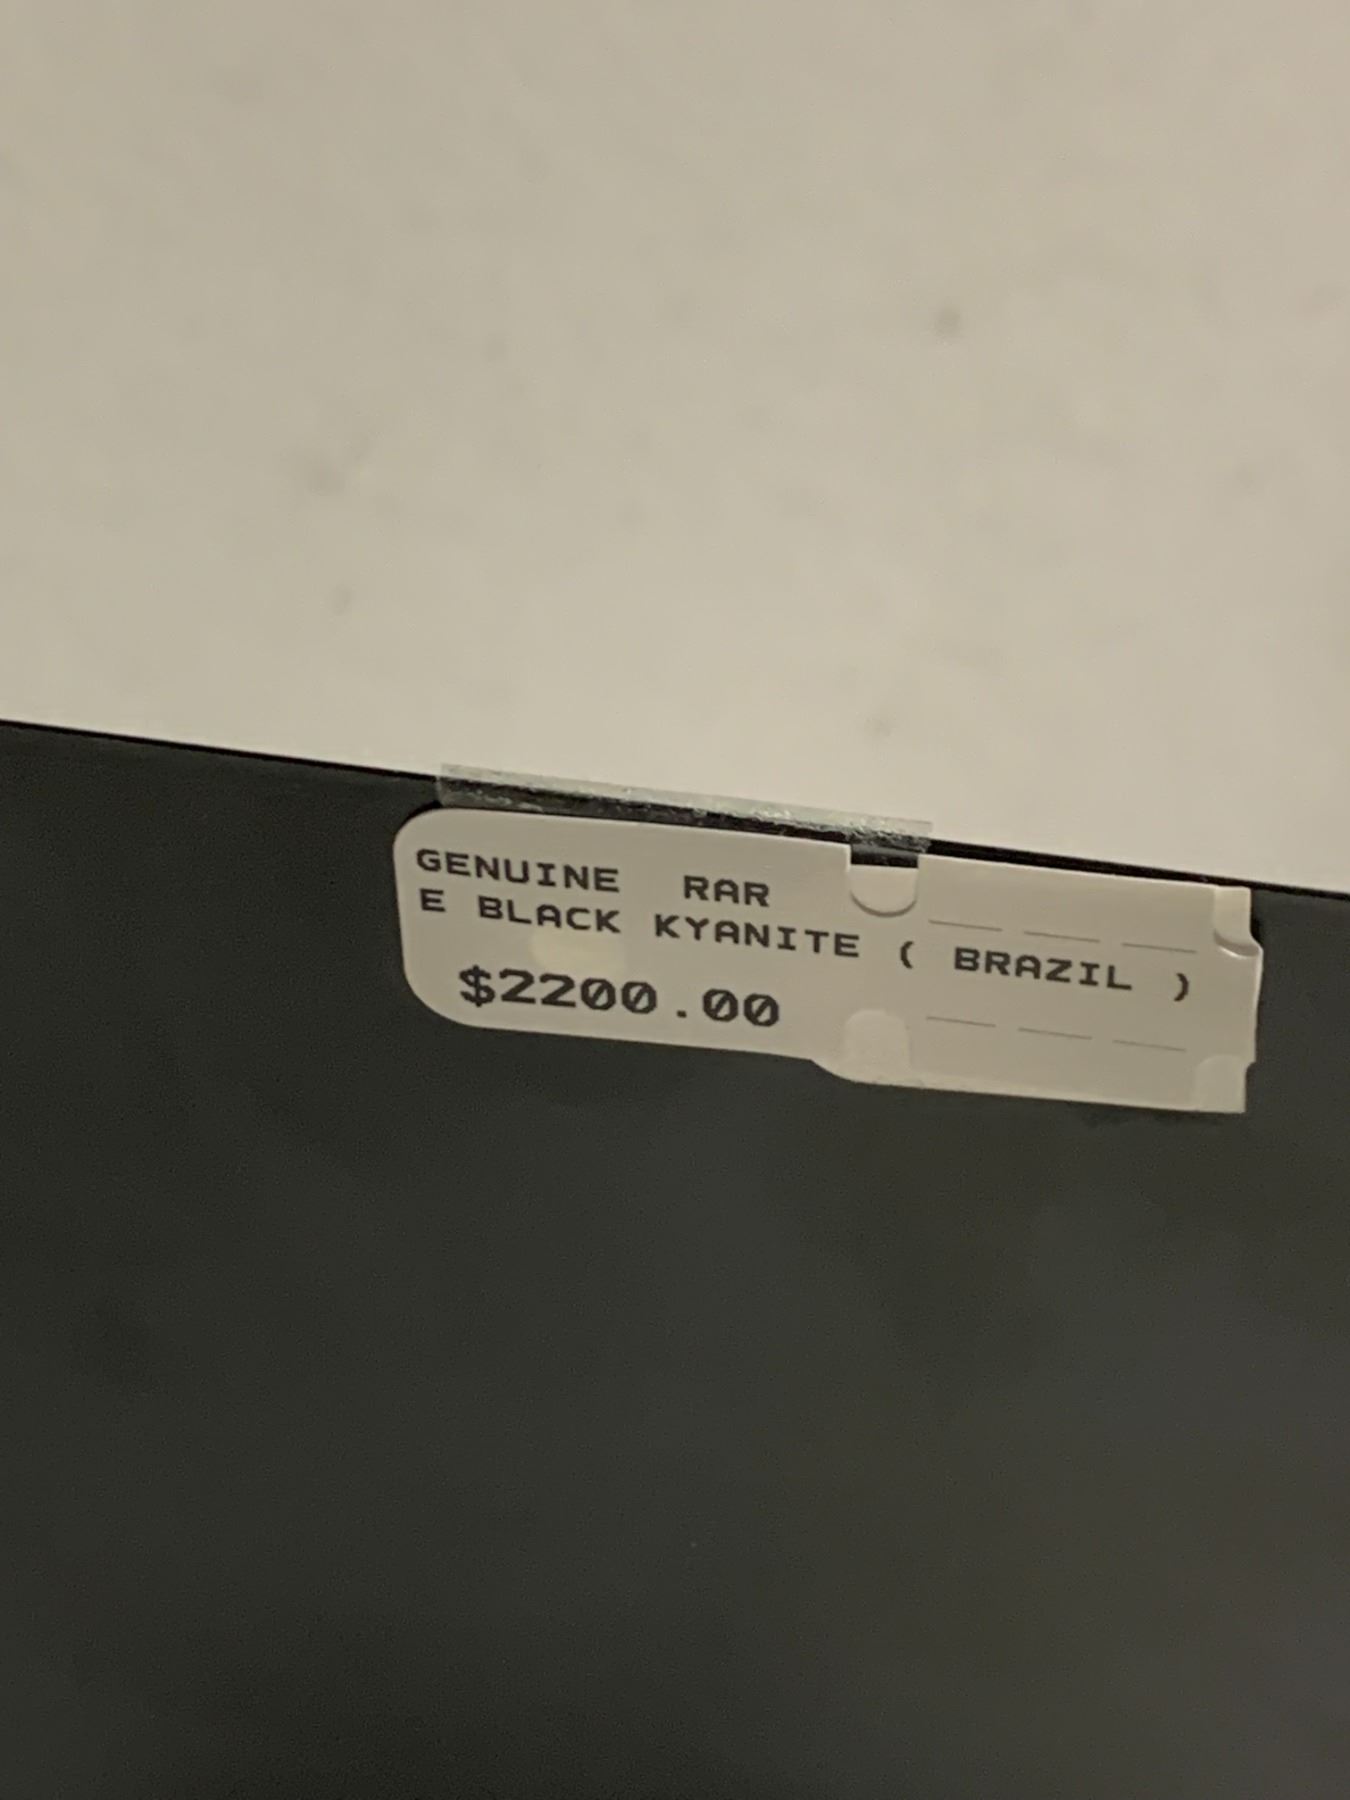 GENUINE RAR
E BLACK KYANITE ( BRAZIL )
$2200.00